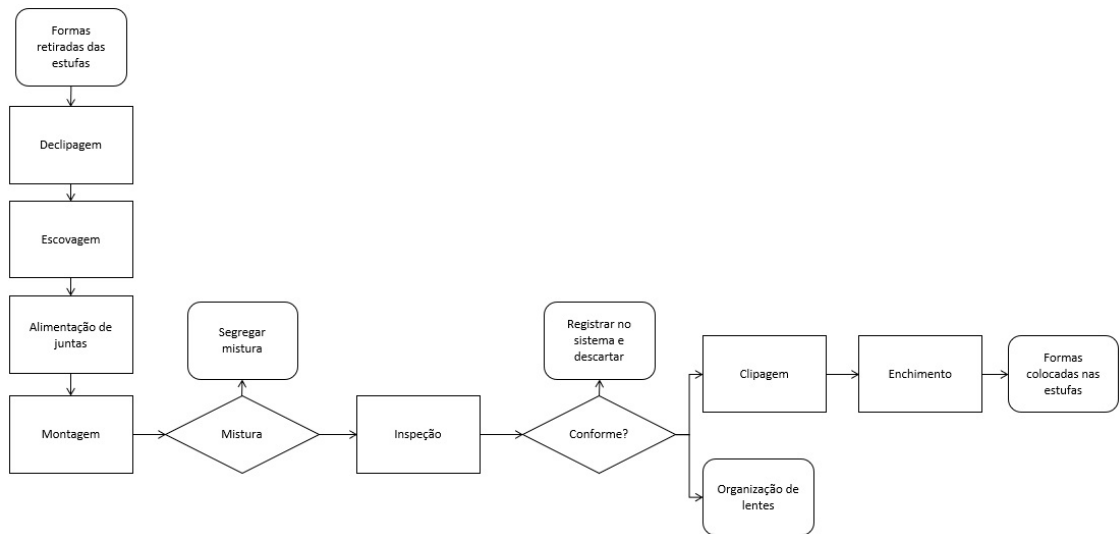 Formas
retiradas das
estufas
Declipagem
Escovagem
Alimentação de
juntas
Montagem
Segregar
mistura
Mistura
Inspeção
Registrar no
sistema e
descartar
Conforme?
Clipagem
Enchimento
Formas
colocadas nas
estufas
Organização de
lentes